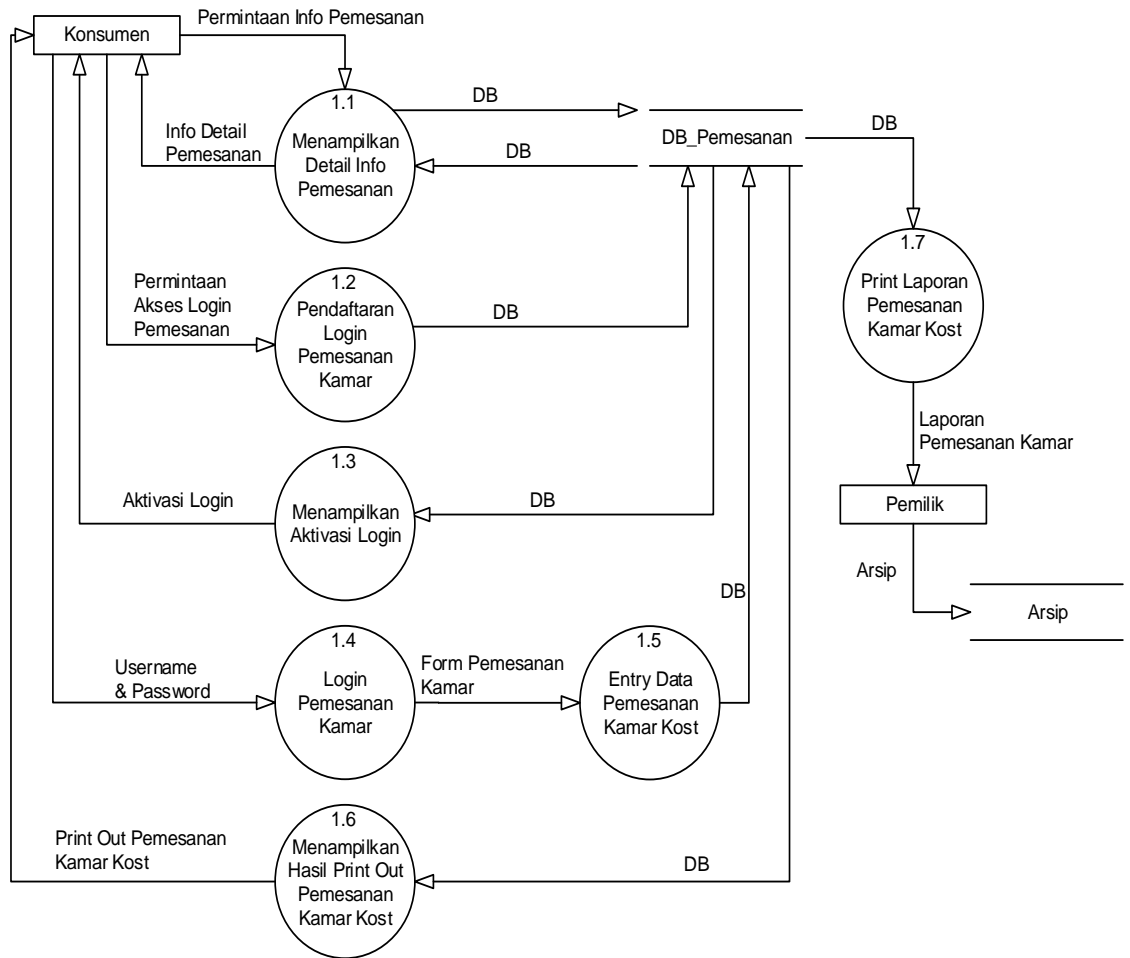 Permintaan Info Pemesanan
Konsumen
DB
1.1
Menampilkan
Detail Info
Pemesanan
Info Detail
Pemesanan
DB
DB_Pemesanan
DB
1.7
Print Laporan
Pemesanan
Kamar Kost
Permintaan
Akses Login
Pemesanan
1.2
Pendaftaran
Login
Pemesanan
Kamar
DB
Laporan
Pemesanan Kamar
1.3
Menampilkan
Aktivasi Login
Aktivasi Login
DB
Pemilik
Arsip
Arsip
DB
Username
& Password
1.4
Login
Pemesanan
Kamar
Form Pemesanan
Kamar
1.5
Entry Data
Pemesanan
Kamar Kost
Print Out Pemesanan
Kamar Kost
1.6
Menampilkan
Hasil Print Out
Pemesanan
Kamar Kost
DB